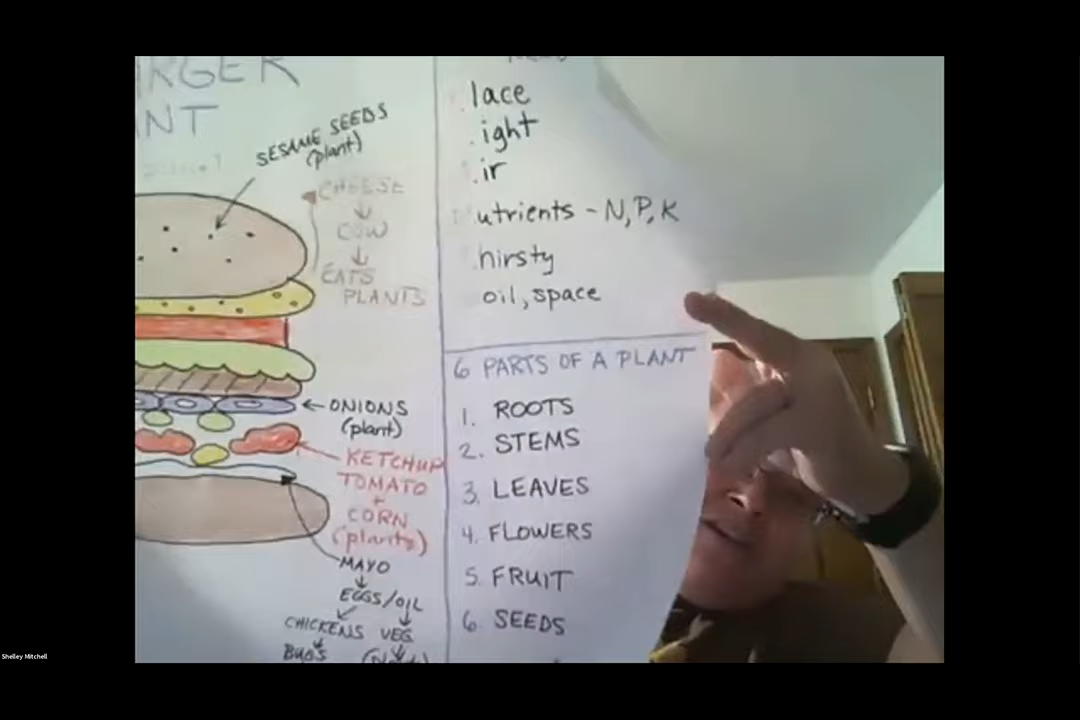 SESAME SEEDS
(plant)
CHEESE
COW
EATS
PLANTS
ONIONS
(plant)
KETCHUP
TOMATO
+
CORN
(plants)
MAYO
EGGS/OIL
CHICKENS VEG.
BUGS
lace
ight
ir
utrients - N, P, K
hirsty
oil, space
6 PARTS OF A PLANT
1. ROOTS
2. STEMS
3. LEAVES
4. FLOWERS
5. FRUIT
6. SEEDS
Shelley Mitchell